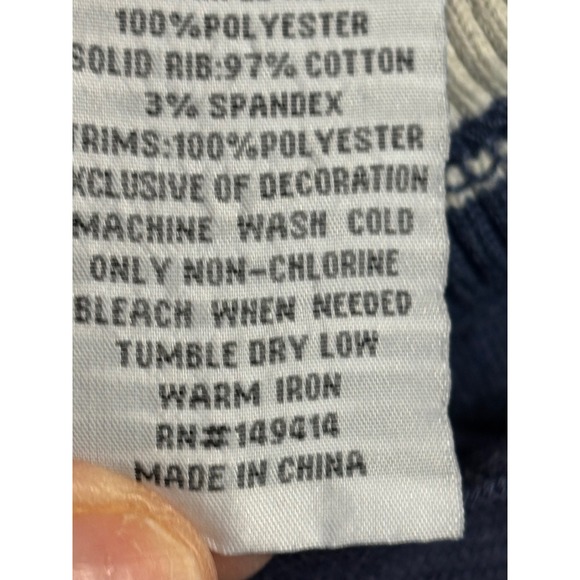 100%POLYESTER
SOLID RIB:97% COTTON
3% SPANDEX
TRIMS:100%POLYESTER
EXCLUSIVE OF DECORATION
MACHINE WASH COLD
ONLY NON-CHLORINE
BLEACH WHEN NEEDED
TUMBLE DRY LOW
WARM IRON
RN#149414
MADE IN CHINA